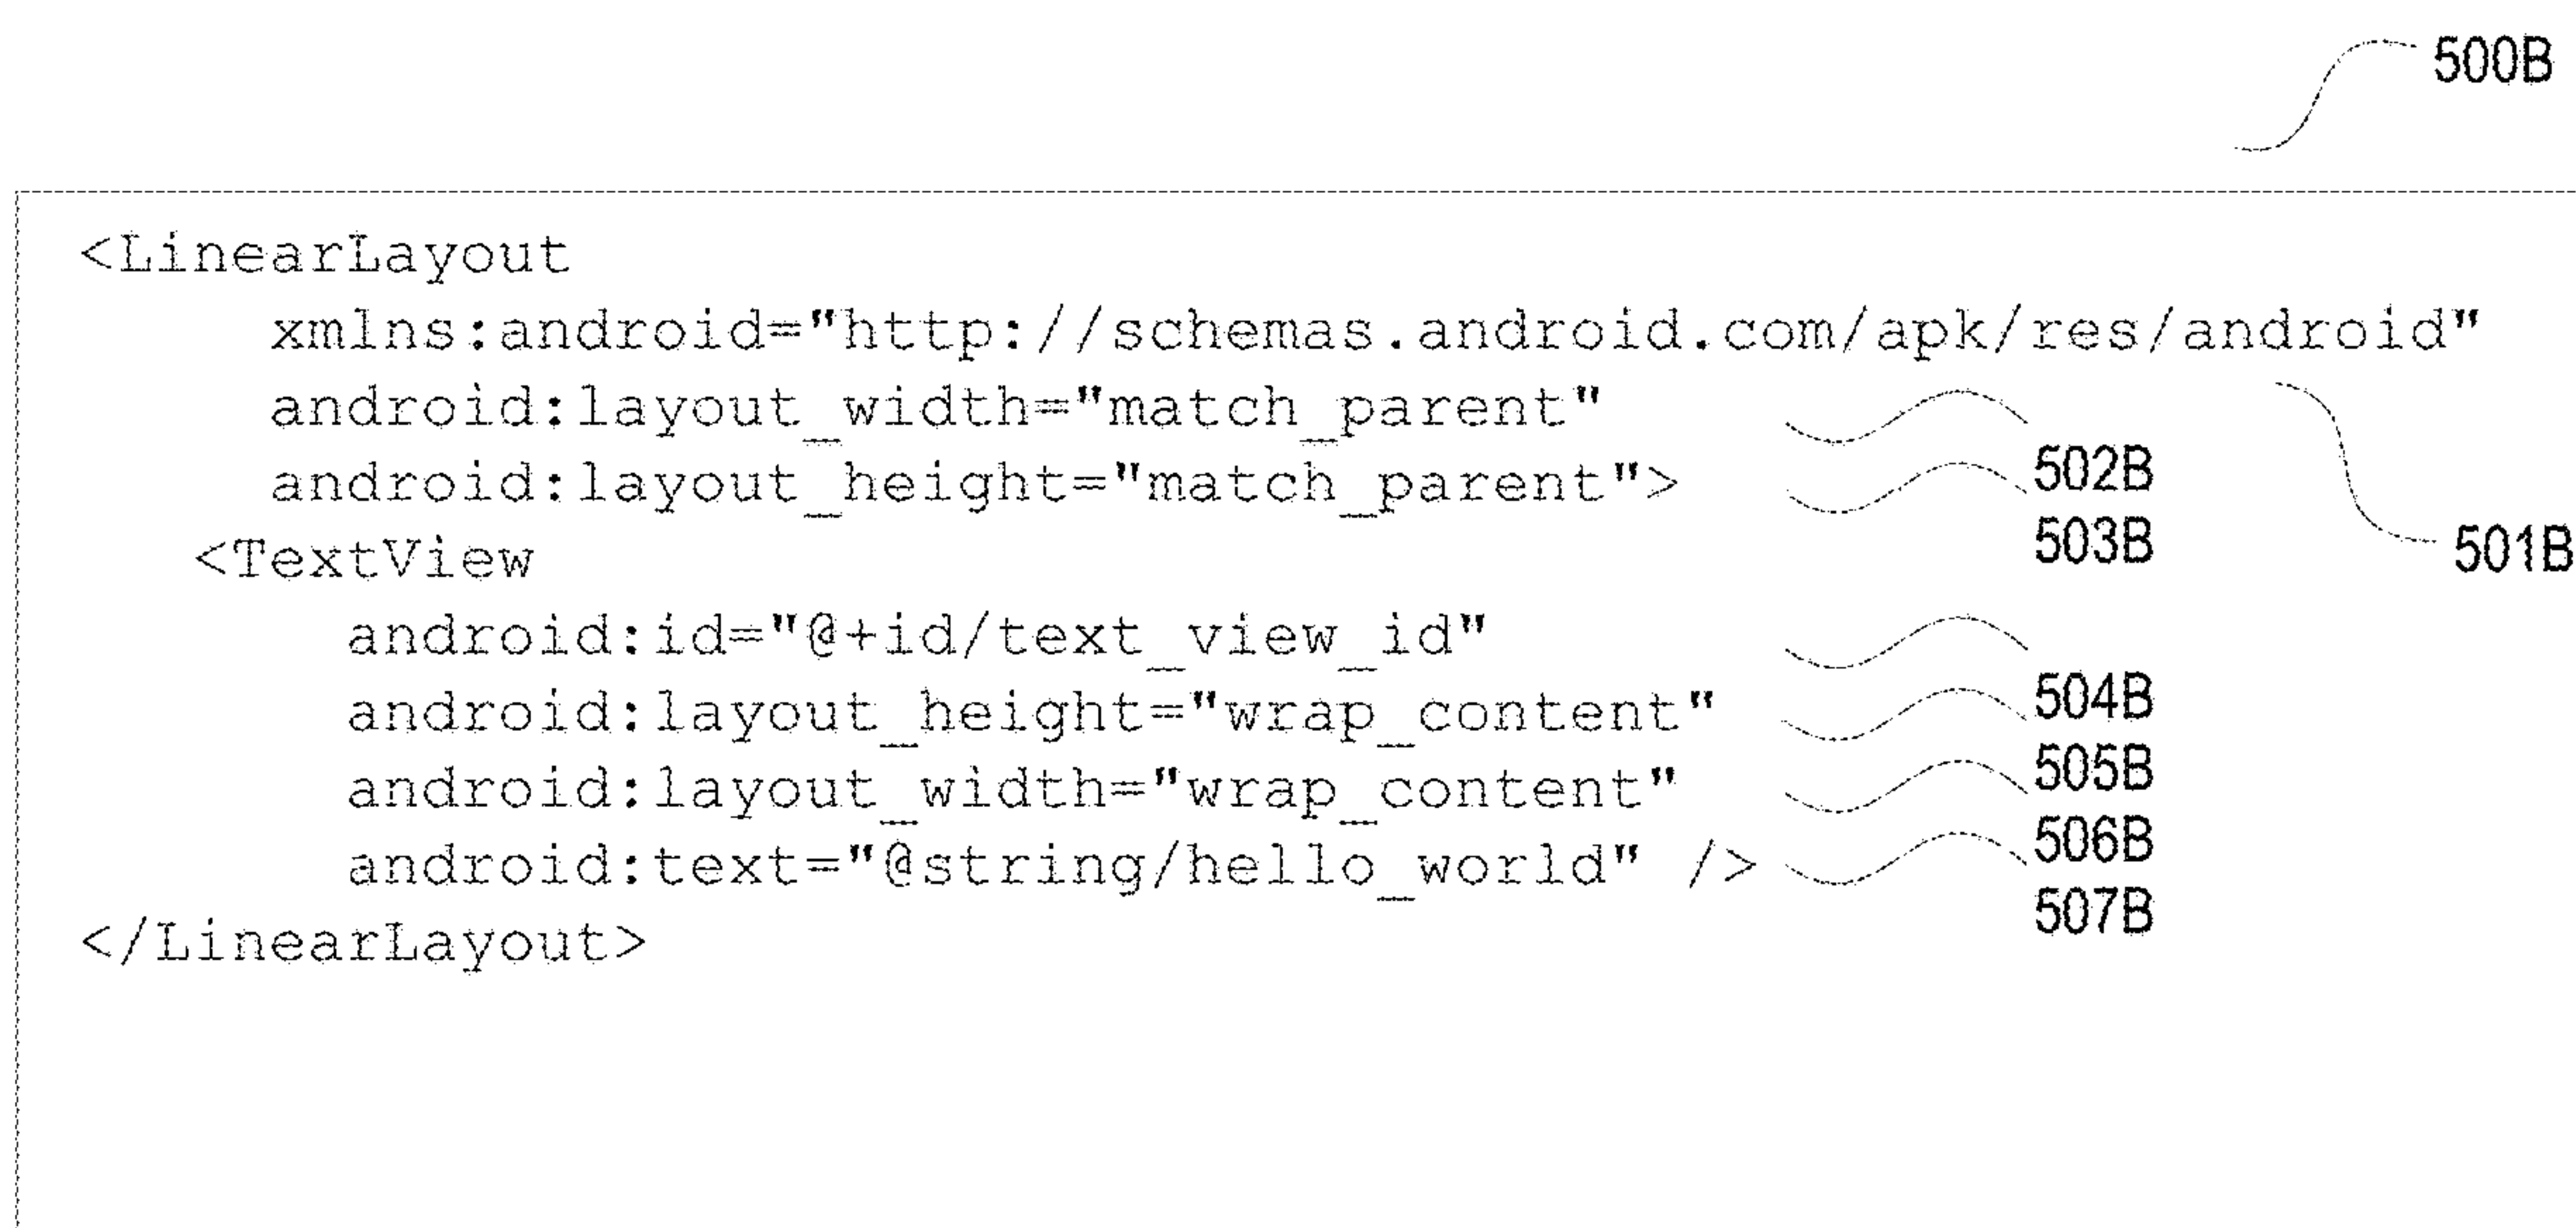 500B
<LinearLayout
xmlns:android="http://schemas.android.com/apk/res/android"
android:layout_width="match_parent"
502B
android:layout_height="match_parent">
503B
501B
<TextView
android:id="@+id/text_view_id"
504B
android:layout_height="wrap_content"
505B
android:layout_width="wrap_content"
506B
android:text="@string/hello_world" />
507B
</LinearLayout>